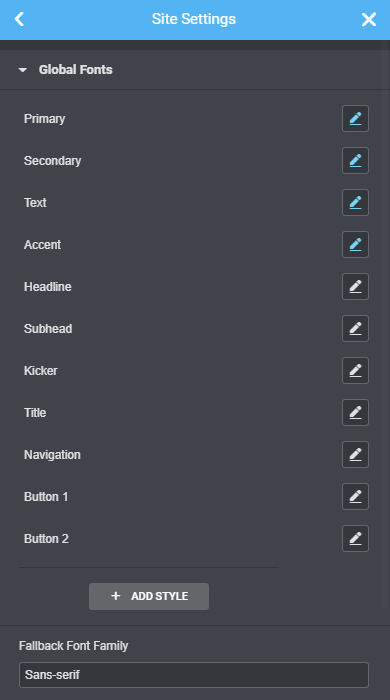 Site Settings
Global Fonts
Primary
Secondary
Text
Accent
Headline
Subhead
Kicker
Title
Navigation
Button 1
Button 2
+ ADD STYLE
Fallback Font Family
Sans-serif